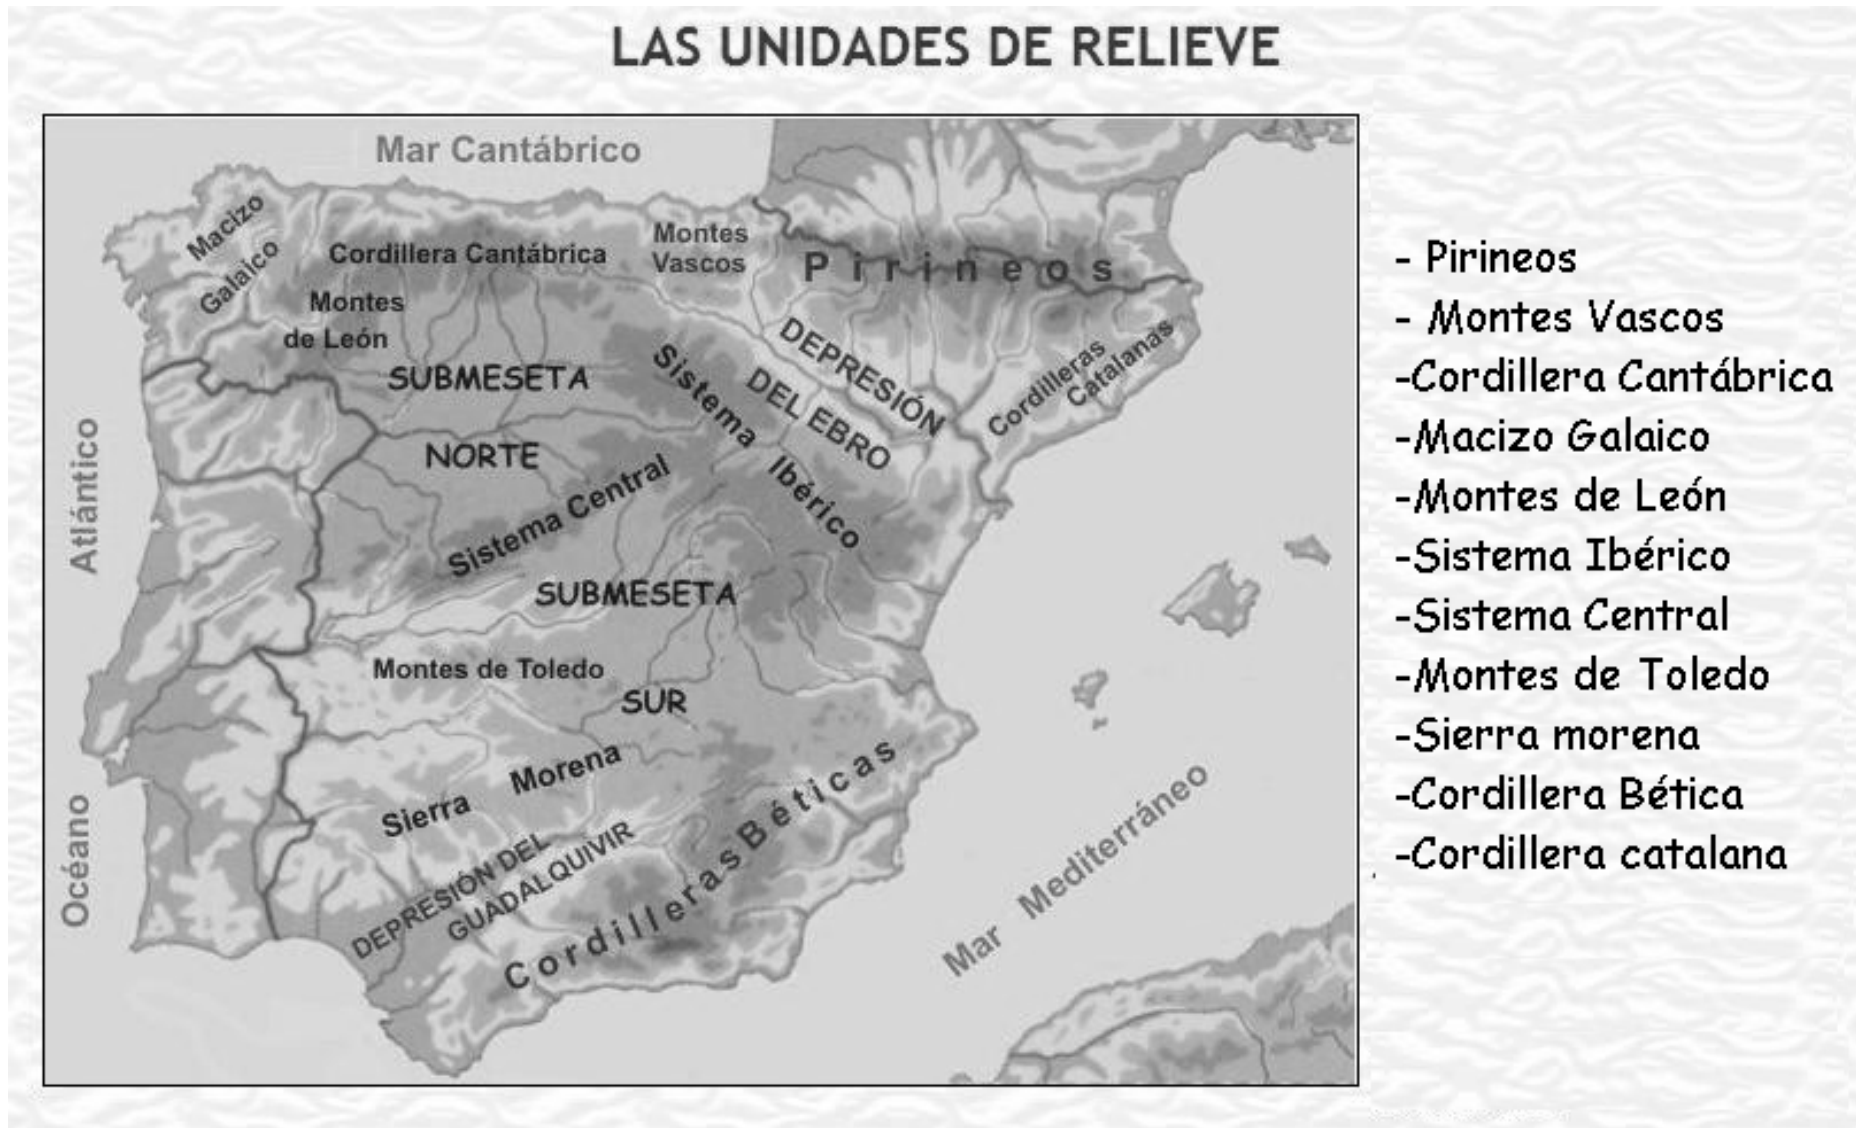 LAS UNIDADES DE RELIEVE
Mar Cantábrico
Macizo
Galaico
Cordillera Cantábrica
Montes
Vascos
Pirineos
Montes
de León
SUBMESETA
NORTE
Sistema Ibérico
DEPRESIÓN
DEL EBRO
Cordilleras
Catalanas
Sistema Central
SUBMESETA
SUR
Montes de Toledo
Sierra Morena
DEPRESIÓN DEL
GUADALQUIVIR
Cordilleras Béticas
Océano Atlántico
Mar Mediterráneo
- Pirineos
- Montes Vascos
-Cordillera Cantábrica
-Macizo Galaico
-Montes de León
-Sistema Ibérico
-Sistema Central
-Montes de Toledo
-Sierra morena
-Cordillera Bética
-Cordillera catalana